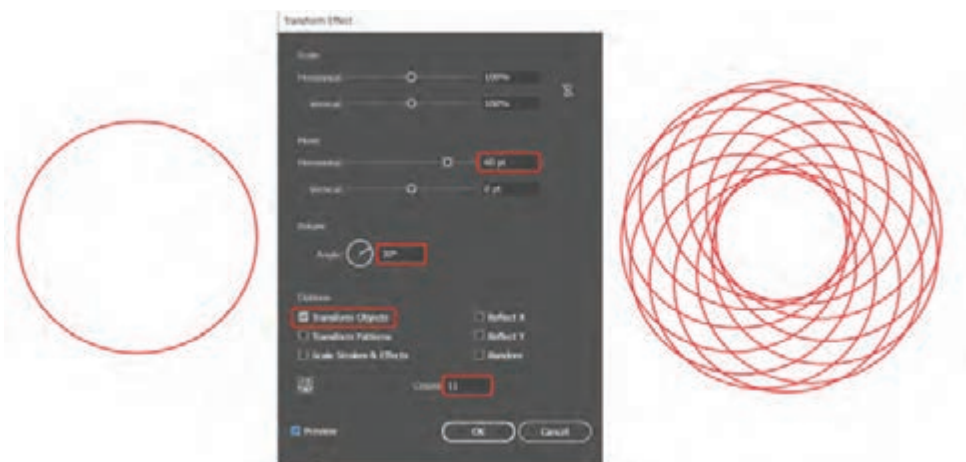 Transform Effect
Scale
Horizontal: 100%
Vertical: 100%
Move
Horizontal: 60 pt
Vertical: 0 pt
Rotate
Angle: 30°
Options
Transform Objects Reflect X
Transform Patterns Reflect Y
Scale Strokes & Effects Random
Copies 11
Preview OK Cancel